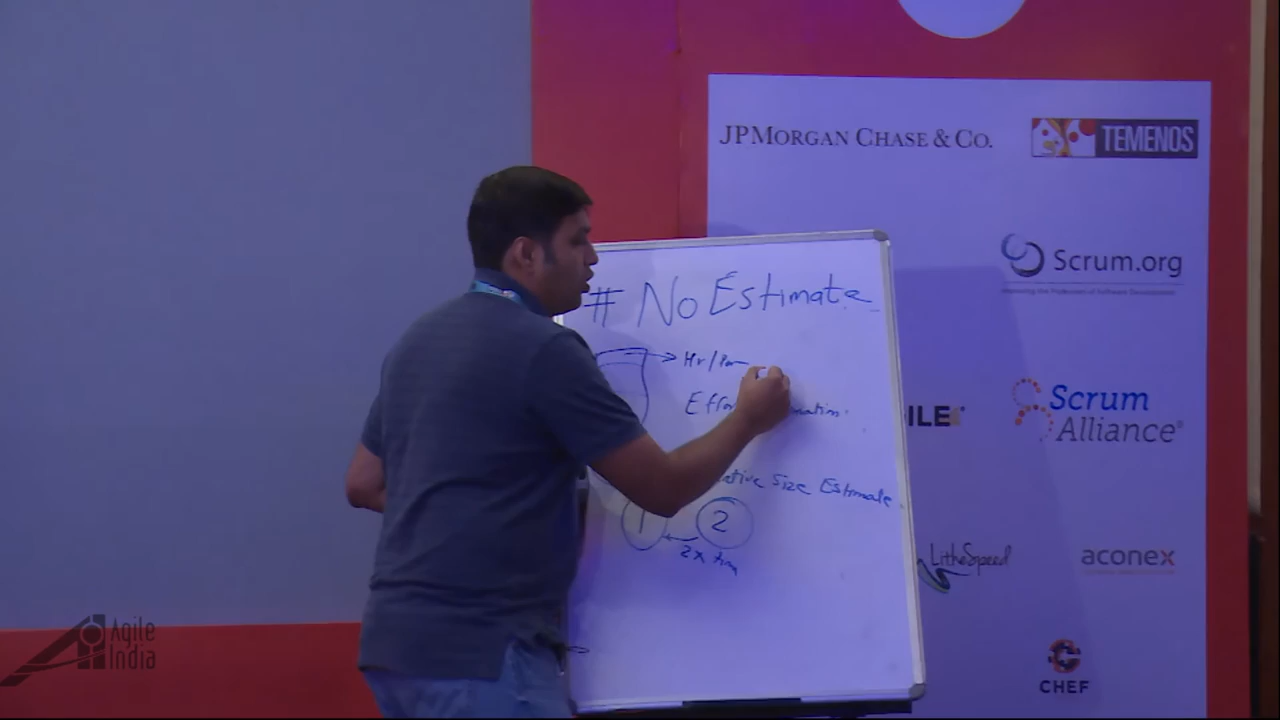 JPMORGAN CHASE & CO.
TEMENOS
Scrum.org
# No Estimate
Hr/
Scrum
Alliance®
Size Estimate.
1
2
2x
LitheSpeed
aconex
Agile
India
CHEF